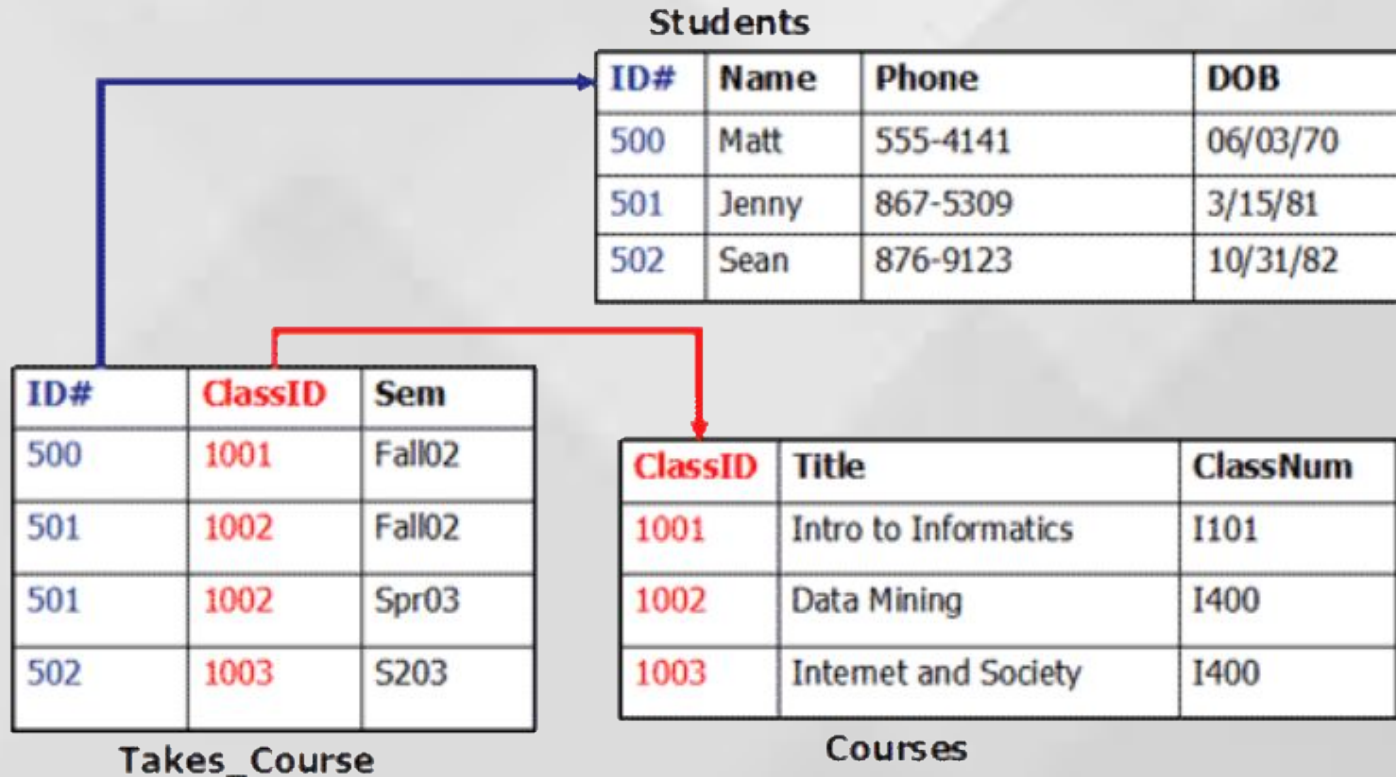 Students
ID# Name Phone DOB
500 Matt 555-4141 06/03/70
501 Jenny 867-5309 3/15/81
502 Sean 876-9123 10/31/82
ID# ClassID Sem
500 1001 Fall02
501 1002 Fall02
501 1002 Spr03
502 1003 S203
Takes_Course
ClassID Title ClassNum
1001 Intro to Informatics I101
1002 Data Mining I400
1003 Internet and Society I400
Courses